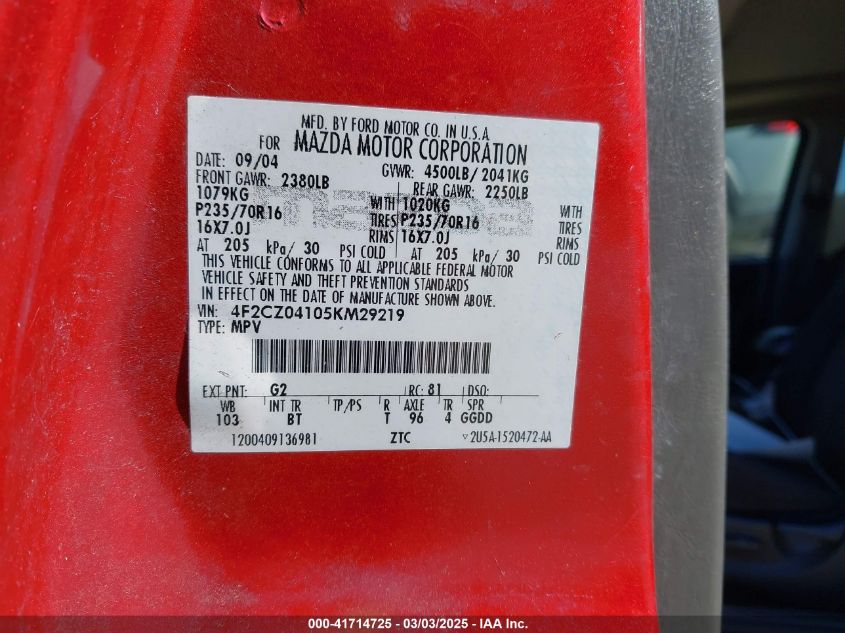 MFD. BY FORD MOTOR CO. IN U.S.A.
FOR MAZDA MOTOR CORPORATION
DATE: 09/04 GVWR: 4500LB/ 2041KG
FRONT GAWR: 2380LB REAR GAWR: 2250LB
1079KG WITH 1020KG WITH
P235/70R16 TIRES P235/70R16 TIRES
16X7.0J RIMS 16X7.0J RIMS
AT 205 kPa/ 30 PSI COLD AT 205 kPa/ 30 PSI COLD
THIS VEHICLE CONFORMS TO ALL APPLICABLE FEDERAL MOTOR
VEHICLE SAFETY AND THEFT PREVENTION STANDARDS
IN EFFECT ON THE DATE OF MANUFACTURE SHOWN ABOVE.
VIN: 4F2CZ04105KM29219
TYPE: MPV
EXT PNT: G2 RC: 81 DSO:
WB INT TR TP/PS R AXLE TR SPR
103 BT T 96 4 GGDD
1200409136981 ZTC ▽2U5A-1520472-AA
000-41714725 - 03/03/2025 - IAA Inc.